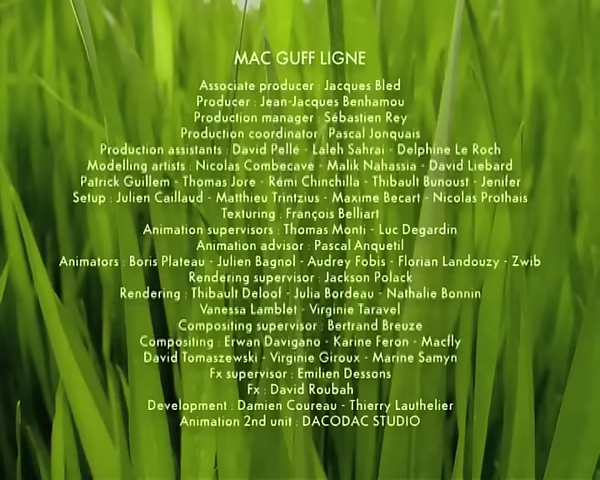 MAC GUFF LIGNE
Associate producer : Jacques Bled
Producer : Jean-Jacques Benhamou
Production manager : Sébastien Rey
Production coordinator : Pascal Jonquais
Production assistants : David Pellé - Laleh Sahrai - Delphine Le Roch
Modelling artists : Nicolas Combecave - Malik Nahassia - David Liebard
Patrick Guillem - Thomas Jore - Rémi Chinchilla - Thibault Bunoust - Jenifer
Setup : Julien Caillaud - Matthieu Trintzius - Maxime Becart - Nicolas Prothais
Texturing : François Belliart
Animation supervisors : Thomas Monti - Luc Degardin
Animation advisor : Pascal Anquetil
Animators : Boris Plateau - Julien Bagnol - Audrey Fobis - Florian Landouzy - Zwib
Rendering supervisor : Jackson Polack
Rendering : Thibault Deloof - Julia Bordeau - Nathalie Bonnin
Vanessa Lamblet - Virginie Taravel
Compositing supervisor : Bertrand Breuze
Compositing : Erwan Davigano - Karine Feron - Macfly
David Tomaszewski - Virginie Giroux - Marine Samyn
Fx supervisor : Emilien Dessons
Fx : David Roubah
Development : Damien Coureau - Thierry Lauthelier
Animation 2nd unit : DACODAC STUDIO